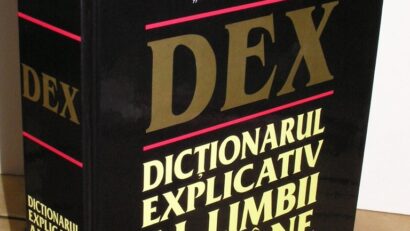 DEX
DEX
DICȚIONARUL
EXPLICATIV
LIMBII
DICȚIONARUL